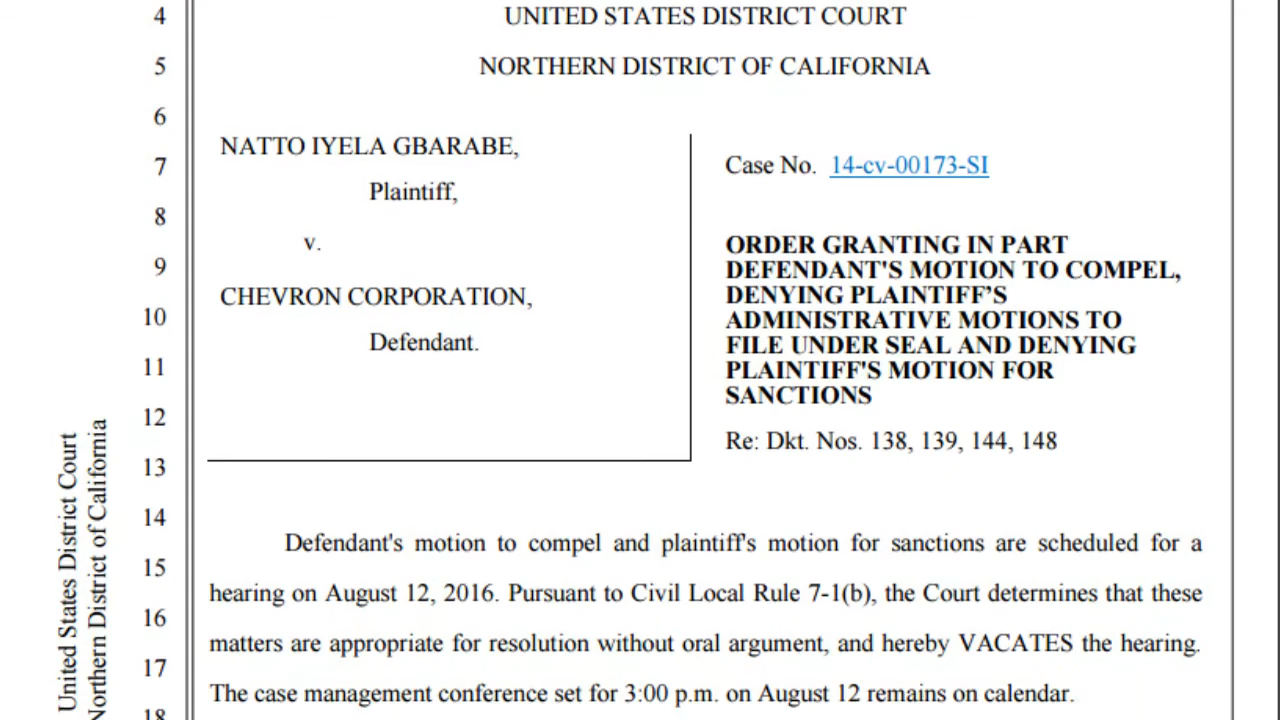 4
UNITED STATES DISTRICT COURT
5
NORTHERN DISTRICT OF CALIFORNIA
6
NATTO IYELA GBARABE,
7
Plaintiff,
8
v.
9
CHEVRON CORPORATION,
10
Defendant.
11
12
13
Case No. 14-cv-00173-SI
ORDER GRANTING IN PART
DEFENDANT'S MOTION TO COMPEL,
DENYING PLAINTIFF’S
ADMINISTRATIVE MOTIONS TO
FILE UNDER SEAL AND DENYING
PLAINTIFF'S MOTION FOR
SANCTIONS
Re: Dkt. Nos. 138, 139, 144, 148
14
Defendant's motion to compel and plaintiff's motion for sanctions are scheduled for a
15
hearing on August 12, 2016. Pursuant to Civil Local Rule 7-1(b), the Court determines that these
16
matters are appropriate for resolution without oral argument, and hereby VACATES the hearing.
17
The case management conference set for 3:00 p.m. on August 12 remains on calendar.
18
United States District Court
Northern District of California